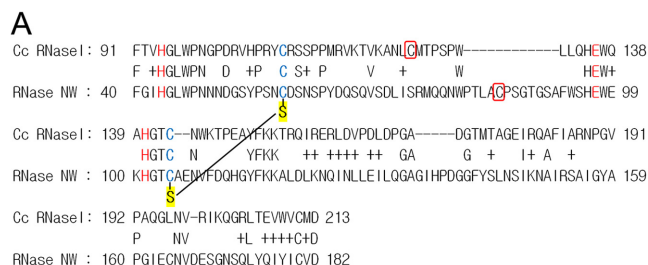 A
Cc RNaseI: 91 FTVHGLWPNGPDRVHPRYCRSSPPMRVKTVKANLCMTPSPW------------LLQHEWQ 138
F +HGLWPN D +P C S+ P V + W HEW+
RNase NW : 40 FGIHGLWPNNNDGSYPSNCDSNSPYDQSQVSDLISRMQQNWPTLACPSGTGSAFWSHEWE 99
S
Cc RNaseI: 139 AHGTC--NWKTPEAYFKKTRQIRERLDVPDLDPGA-----DGTMTAGEIRQAFIARNPGV 191
HGTC N YFKK ++ ++++ ++ GA G + I+ A +
RNase NW : 100 KHGTCAENVFDQHGYFKKALDLKNQINLLEILQGAGIHPDGGFYSLNSIKNAIRSAIGYA 159
S
Cc RNaseI: 192 PAQGLNV-RIKQGRLTEVWVCMD 213
P NV +L ++++C+D
RNase NW : 160 PGIECNVDESGNSQLYQIYICVD 182